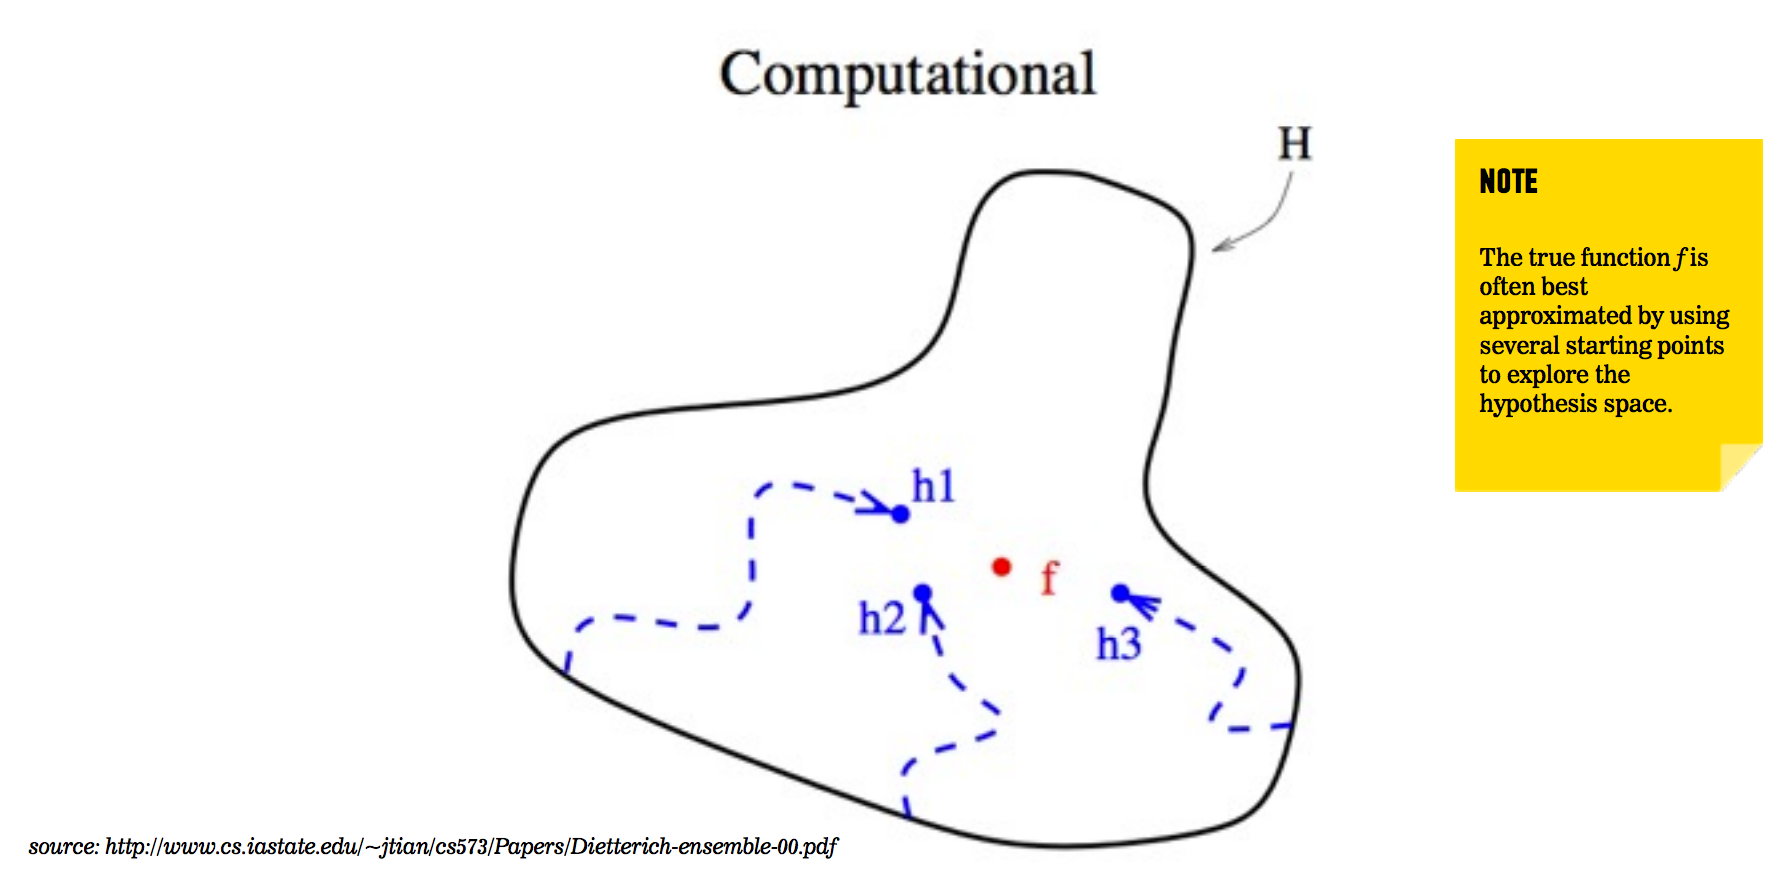 Computational
H
NOTE
The true function f is
often best
approximated by using
several starting points
to explore the
hypothesis space.
h1
f
h2
h3
source: http://www.cs.iastate.edu/~jtian/cs573/Papers/Dietterich-ensemble-00.pdf